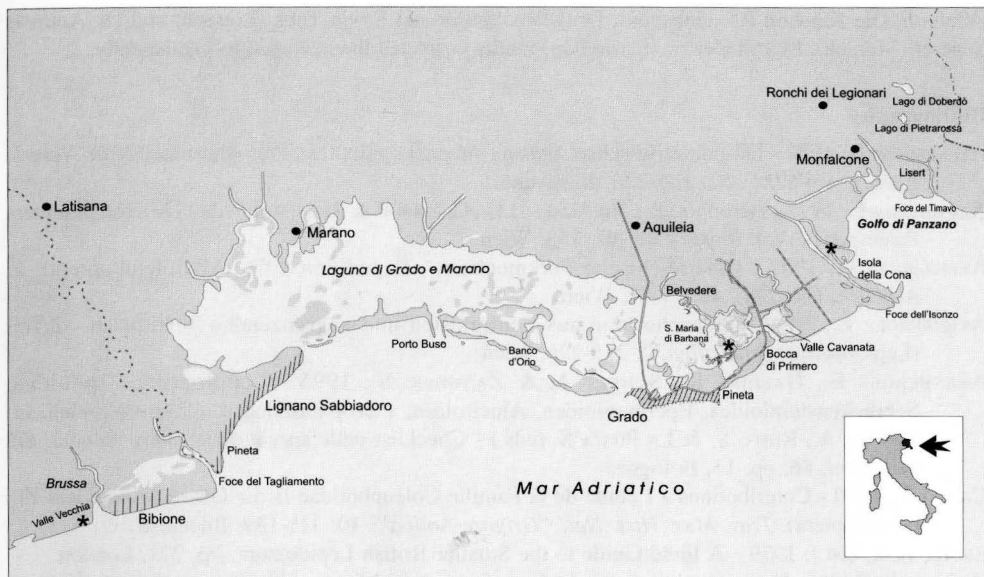 Ronchi dei Legionari
Lago di Doberdò
Lago di Pietrarossa
Monfalcone
Lisert
Foce del Timavo
Golfo di Panzano
Latisana
Marano
Aquileia
Laguna di Grado e Marano
Isola
della Cona
Belvedere
Foce dell'Isonzo
S. Maria
di Barbana
Porto Buso
Banco
d'Orio
Valle Cavanata
Bocca
di Primero
Pineta
Grado
Lignano Sabbiadoro
Pineta
Foce del Tagliamento
Mar Adriatico
Brussa
Valle Vecchia
Bibione